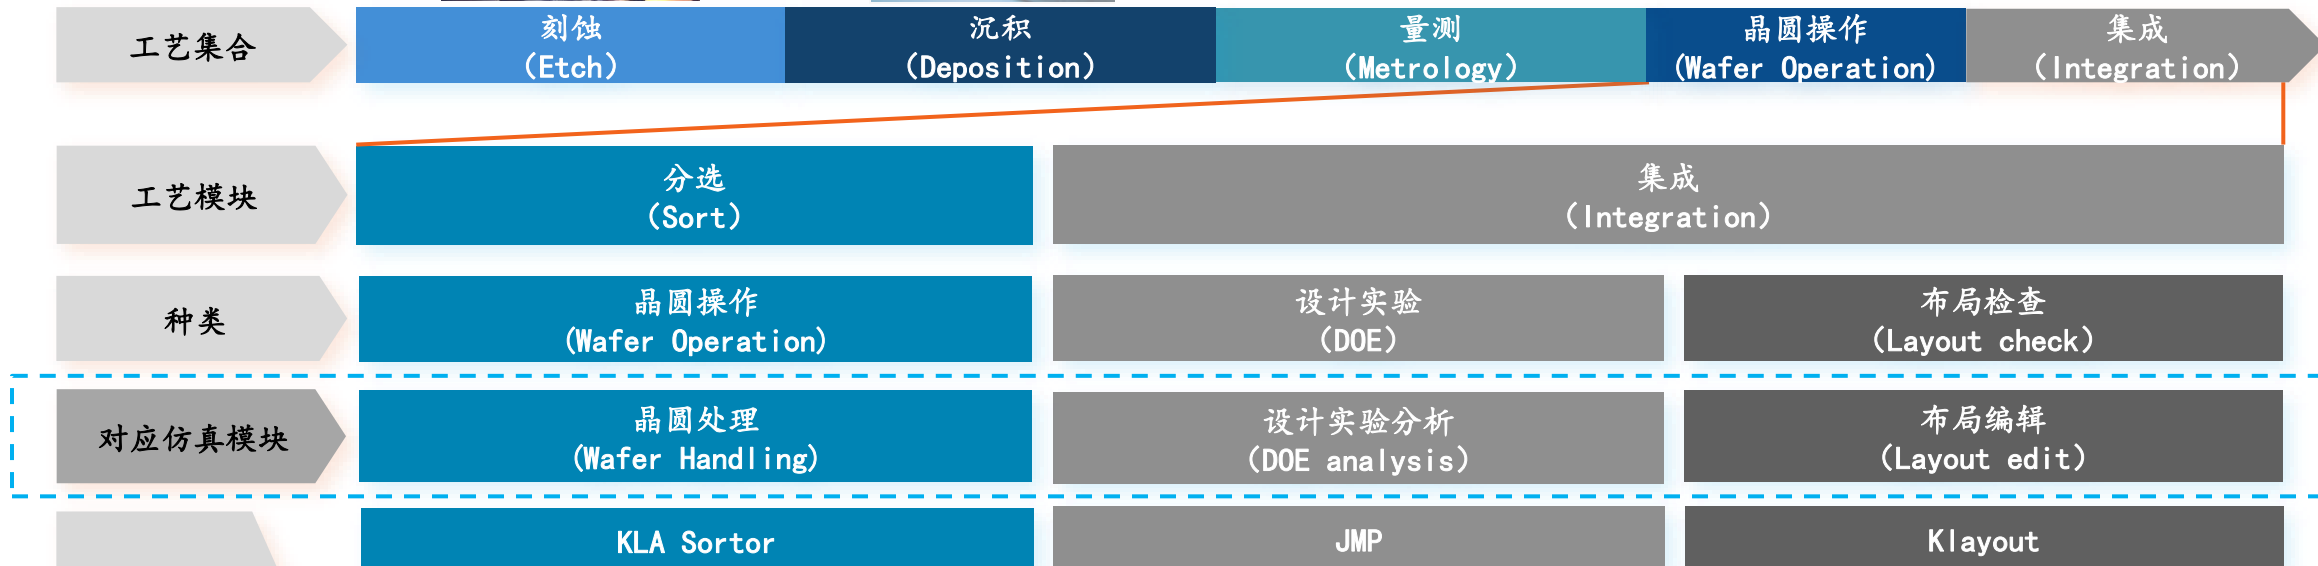 工艺集合
刻蚀
（Etch）
沉积
（Deposition）
量测
（Metrology）
晶圆操作
(Wafer Operation)
集成
（Integration）
工艺模块
分选
（Sort）
集成
（Integration）
种类
晶圆操作
(Wafer Operation)
设计实验
（DOE）
布局检查
（Layout check）
对应仿真模块
晶圆处理
(Wafer Handling)
设计实验分析
（DOE analysis）
布局编辑
（Layout edit）
KLA Sortor
JMP
Klayout